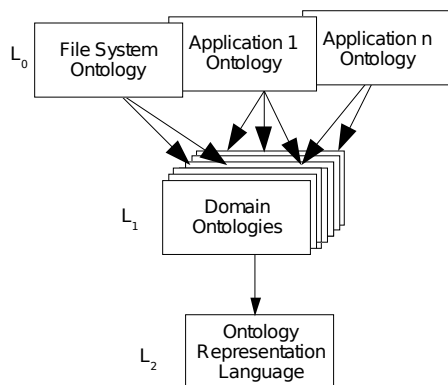 L0
File System
Ontology
Application 1
Ontology
Application n
Ontology
L1
Domain
Ontologies
L2
Ontology
Representation
Language